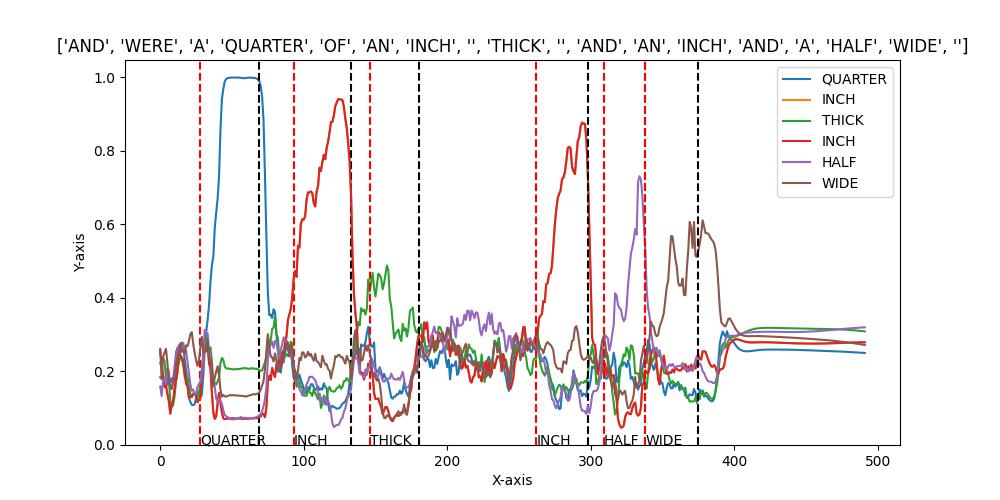 ['AND', 'WERE', 'A', 'QUARTER', 'OF', 'AN', 'INCH', '', 'THICK', '', 'AND', 'AN', 'INCH', 'AND', 'A', 'HALF', 'WIDE', '']
QUARTER
INCH
THICK
INCH
HALF
WIDE
Y-axis
1.0
0.8
0.6
0.4
0.2
0.0
QUARTER INCH THICK INCH HALF WIDE
0 100 200 300 400 500
X-axis